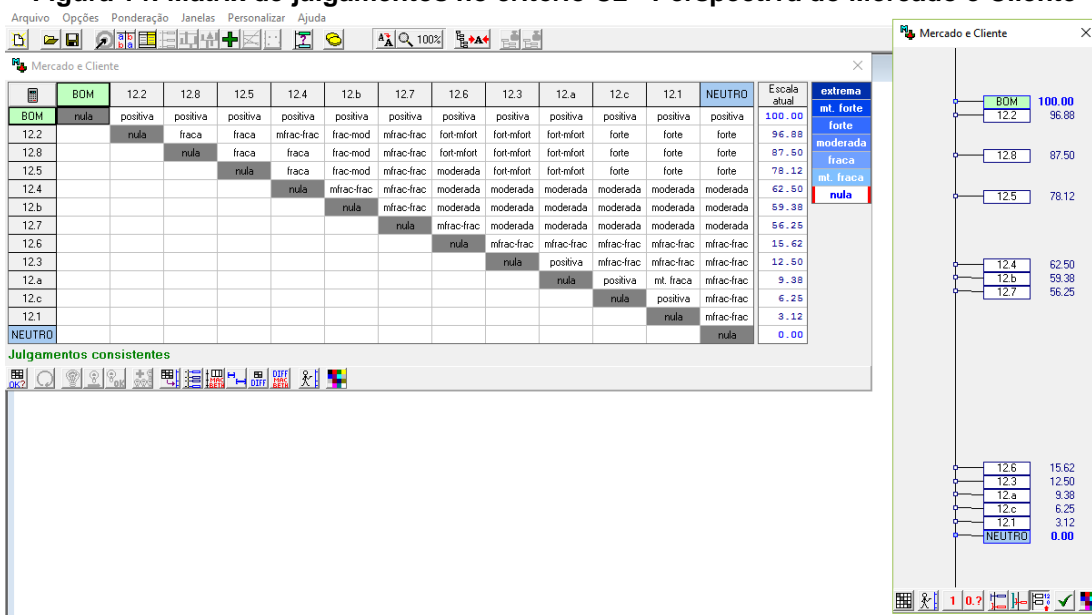 Arquivo Opções Ponderação Janelas Personalizar Ajuda
100%
Mercado e Cliente
BOM 12.2 12.8 12.5 12.4 12.b 12.7 12.6 12.3 12.a 12.c 12.1 NEUTRO Escala atual
BOM nula positiva positiva positiva positiva positiva positiva positiva positiva positiva positiva positiva positiva 100.00
12.2 nula fraca fraca mfrac-frac frac-mod mfrac-frac fort-mfort fort-mfort fort-mfort forte forte forte 96.88
12.8 nula fraca fraca frac-mod mfrac-frac fort-mfort fort-mfort fort-mfort forte forte forte 87.50
12.5 nula fraca frac-mod mfrac-frac moderada fort-mfort fort-mfort forte forte forte 78.12
12.4 nula mfrac-frac mfrac-frac moderada moderada moderada moderada moderada moderada 62.50
12.b nula mfrac-frac moderada moderada moderada moderada moderada moderada 59.38
12.7 nula mfrac-frac moderada moderada moderada moderada moderada 56.25
12.6 nula mfrac-frac mfrac-frac mfrac-frac mfrac-frac mfrac-frac 15.62
12.3 nula positiva mfrac-frac mfrac-frac mfrac-frac 12.50
12.a nula positiva mt. fraca mfrac-frac 9.38
12.c nula positiva mfrac-frac 6.25
12.1 nula mfrac-frac 3.12
NEUTRO nula 0.00
extrema
mt. forte
forte
moderada
fraca
mt. fraca
nula
Julgamentos consistentes
OK? OK MAC BETH DIFF DIFF MAC BETH
Mercado e Cliente
BOM 100.00
12.2 96.88
12.8 87.50
12.5 78.12
12.4 62.50
12.b 59.38
12.7 56.25
12.6 15.62
12.3 12.50
12.a 9.38
12.c 6.25
12.1 3.12
NEUTRO 0.00
1 0.?